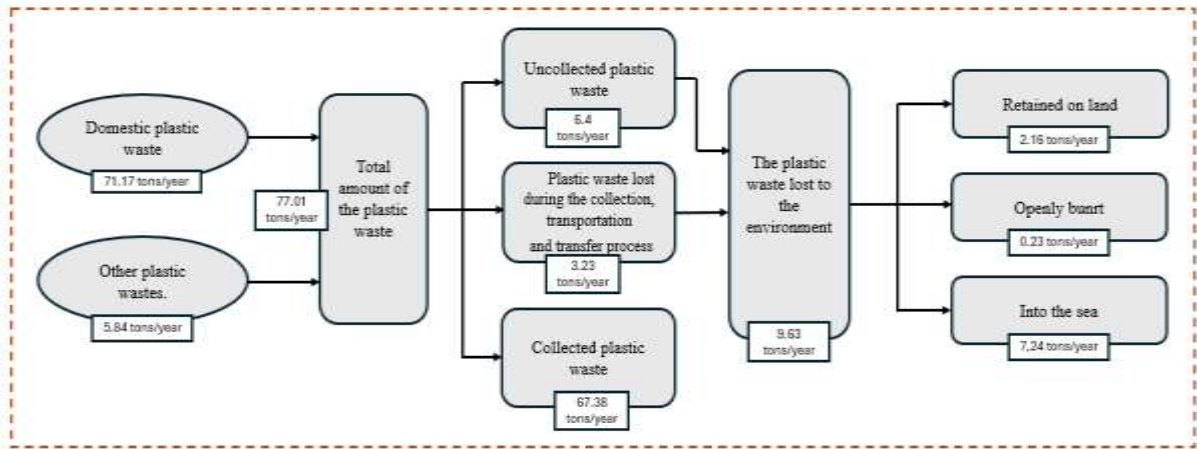 Domestic plastic
waste
71.17 tons/year
Other plastic
wastes.
5.84 tons/year
77.01
tons/year
Total
amount of
the plastic
waste
Uncollected plastic
waste
6.4
tons/year
Plastic waste lost
during the collection,
transportation
and transfer process
3.23
tons/year
Collected plastic
waste
67.38
tons/year
The plastic
waste lost to
the
environment
9.63
tons/year
Retained on land
2.16 tons/year
Openly bunrt
0.23 tons/year
Into the sea
7,24 tons/year